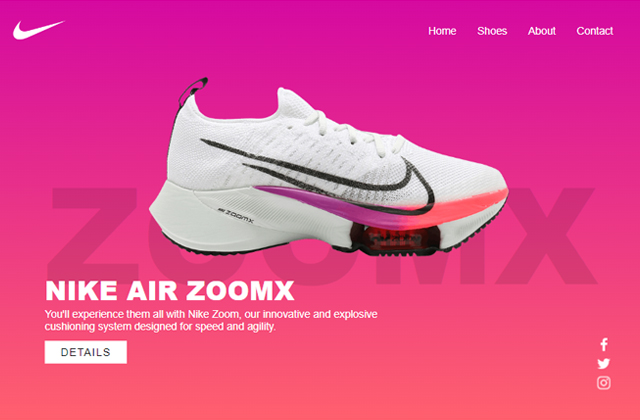 Home Shoes About Contact
ZOOMX
ZOOMX
NIKE AIR ZOOMX
You'll experience them all with Nike Zoom, our innovative and explosive
cushioning system designed for speed and agility.
DETAILS